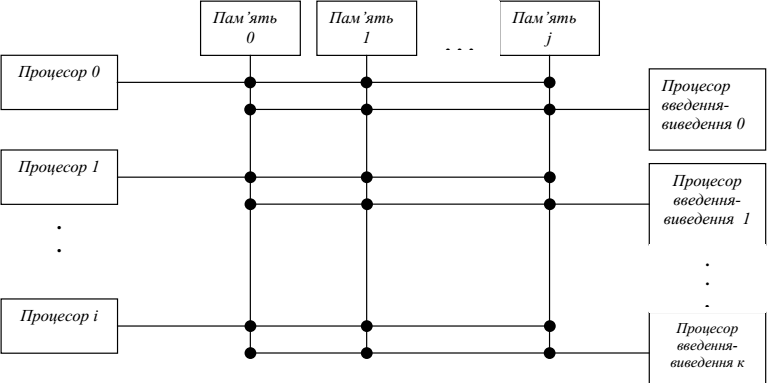 Пам’ять
0
Пам’ять
1
. . .
Пам’ять
j
Процесор 0
Процесор
введення-
виведення 0
Процесор 1
Процесор
введення-
виведення 1
.
.
.
.
.
Процесор i
Процесор
введення-
виведення к